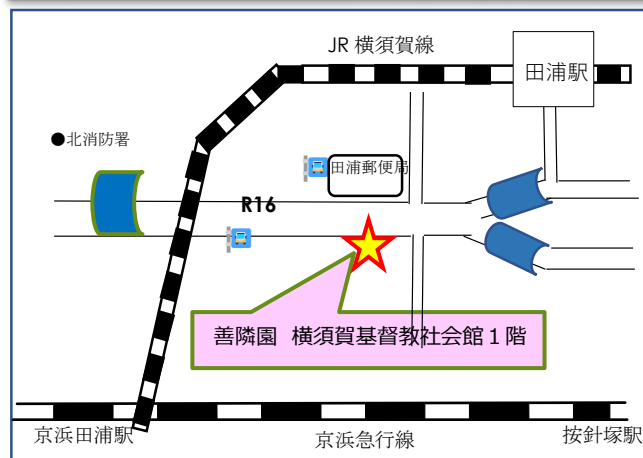 JR 横須賀線
田浦駅
●北消防署
田浦郵便局
R16
善隣園 横須賀基督教社会館１階
京浜田浦駅
京浜急行線
按針塚駅